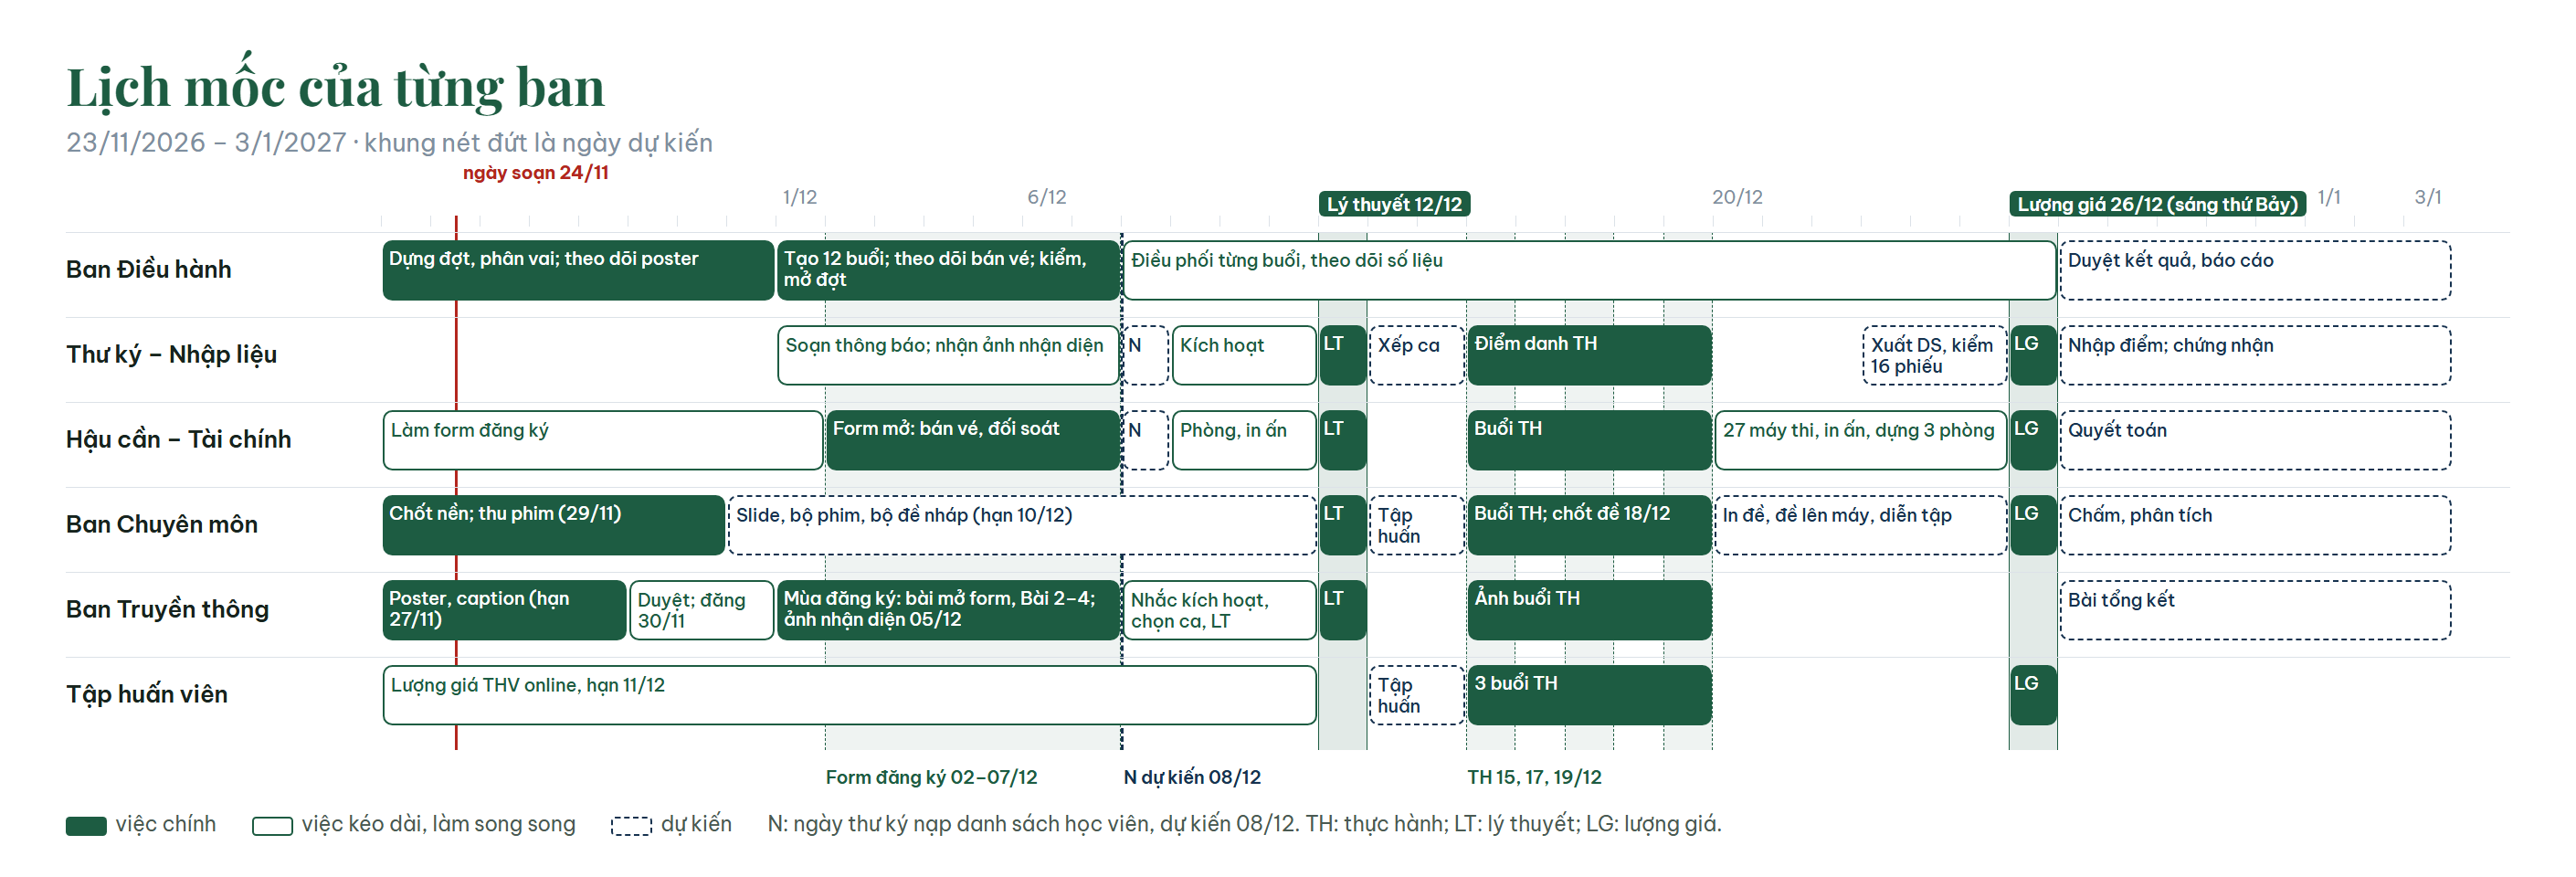 Lịch mốc của từng ban
23/11/2026 – 3/1/2027 · khung nét đứt là ngày dự kiến
ngày soạn 24/11
1/12
6/12
Lý thuyết 12/12
20/12
Lượng giá 26/12 (sáng thứ Bảy)
1/1
3/1
Ban Điều hành
Dựng đợt, phân vai; theo dõi poster
Tạo 12 buổi; theo dõi bán vé; kiểm,
mở đợt
Điều phối từng buổi, theo dõi số liệu
Duyệt kết quả, báo cáo
Thư ký – Nhập liệu
Soạn thông báo; nhận ảnh nhận diện
N
Kích hoạt
LT
Xếp ca
Điểm danh TH
Xuất DS, kiểm
16 phiếu
LG
Nhập điểm; chứng nhận
Hậu cần – Tài chính
Làm form đăng ký
Form mở: bán vé, đối soát
N
Phòng, in ấn
LT
Buổi TH
27 máy thi, in ấn, dựng 3 phòng
LG
Quyết toán
Ban Chuyên môn
Chốt nền; thu phim (29/11)
Slide, bộ phim, bộ đề nháp (hạn 10/12)
LT
Tập
huấn
Buổi TH; chốt đề 18/12
In đề, đề lên máy, diễn tập
LG
Chấm, phân tích
Ban Truyền thông
Poster, caption (hạn
27/11)
Duyệt; đăng
30/11
Mùa đăng ký: bài mở form, Bài 2–4;
ảnh nhận diện 05/12
Nhắc kích hoạt,
chọn ca, LT
LT
Ảnh buổi TH
Bài tổng kết
Tập huấn viên
Lượng giá THV online, hạn 11/12
Tập
huấn
3 buổi TH
LG
Form đăng ký 02–07/12
N dự kiến 08/12
TH 15, 17, 19/12
việc chính
việc kéo dài, làm song song
dự kiến
N: ngày thư ký nạp danh sách học viên, dự kiến 08/12. TH: thực hành; LT: lý thuyết; LG: lượng giá.